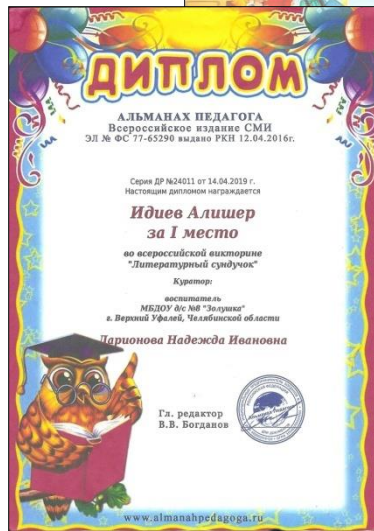 ДИПЛОМ
АЛЬМАНАХ ПЕДАГОГА
Всероссийское издание СМИ
ЭЛ № ФС 77-65290 выдано РКН 12.04.2016г.
Серия ДР №24011 от 14.04.2019 г.
Настоящим дипломом награждается
Идиев Алишер
за I место
во всероссийской викторине
"Литературный сундучок"
Куратор:
воспитатель
МБДОУ д/с №8 "Золушка"
г. Верхний Уфалей, Челябинской области
Ларионова Надежда Ивановна
Гл. редактор
В.В. Богданов
www.almanahpedagoga.ru